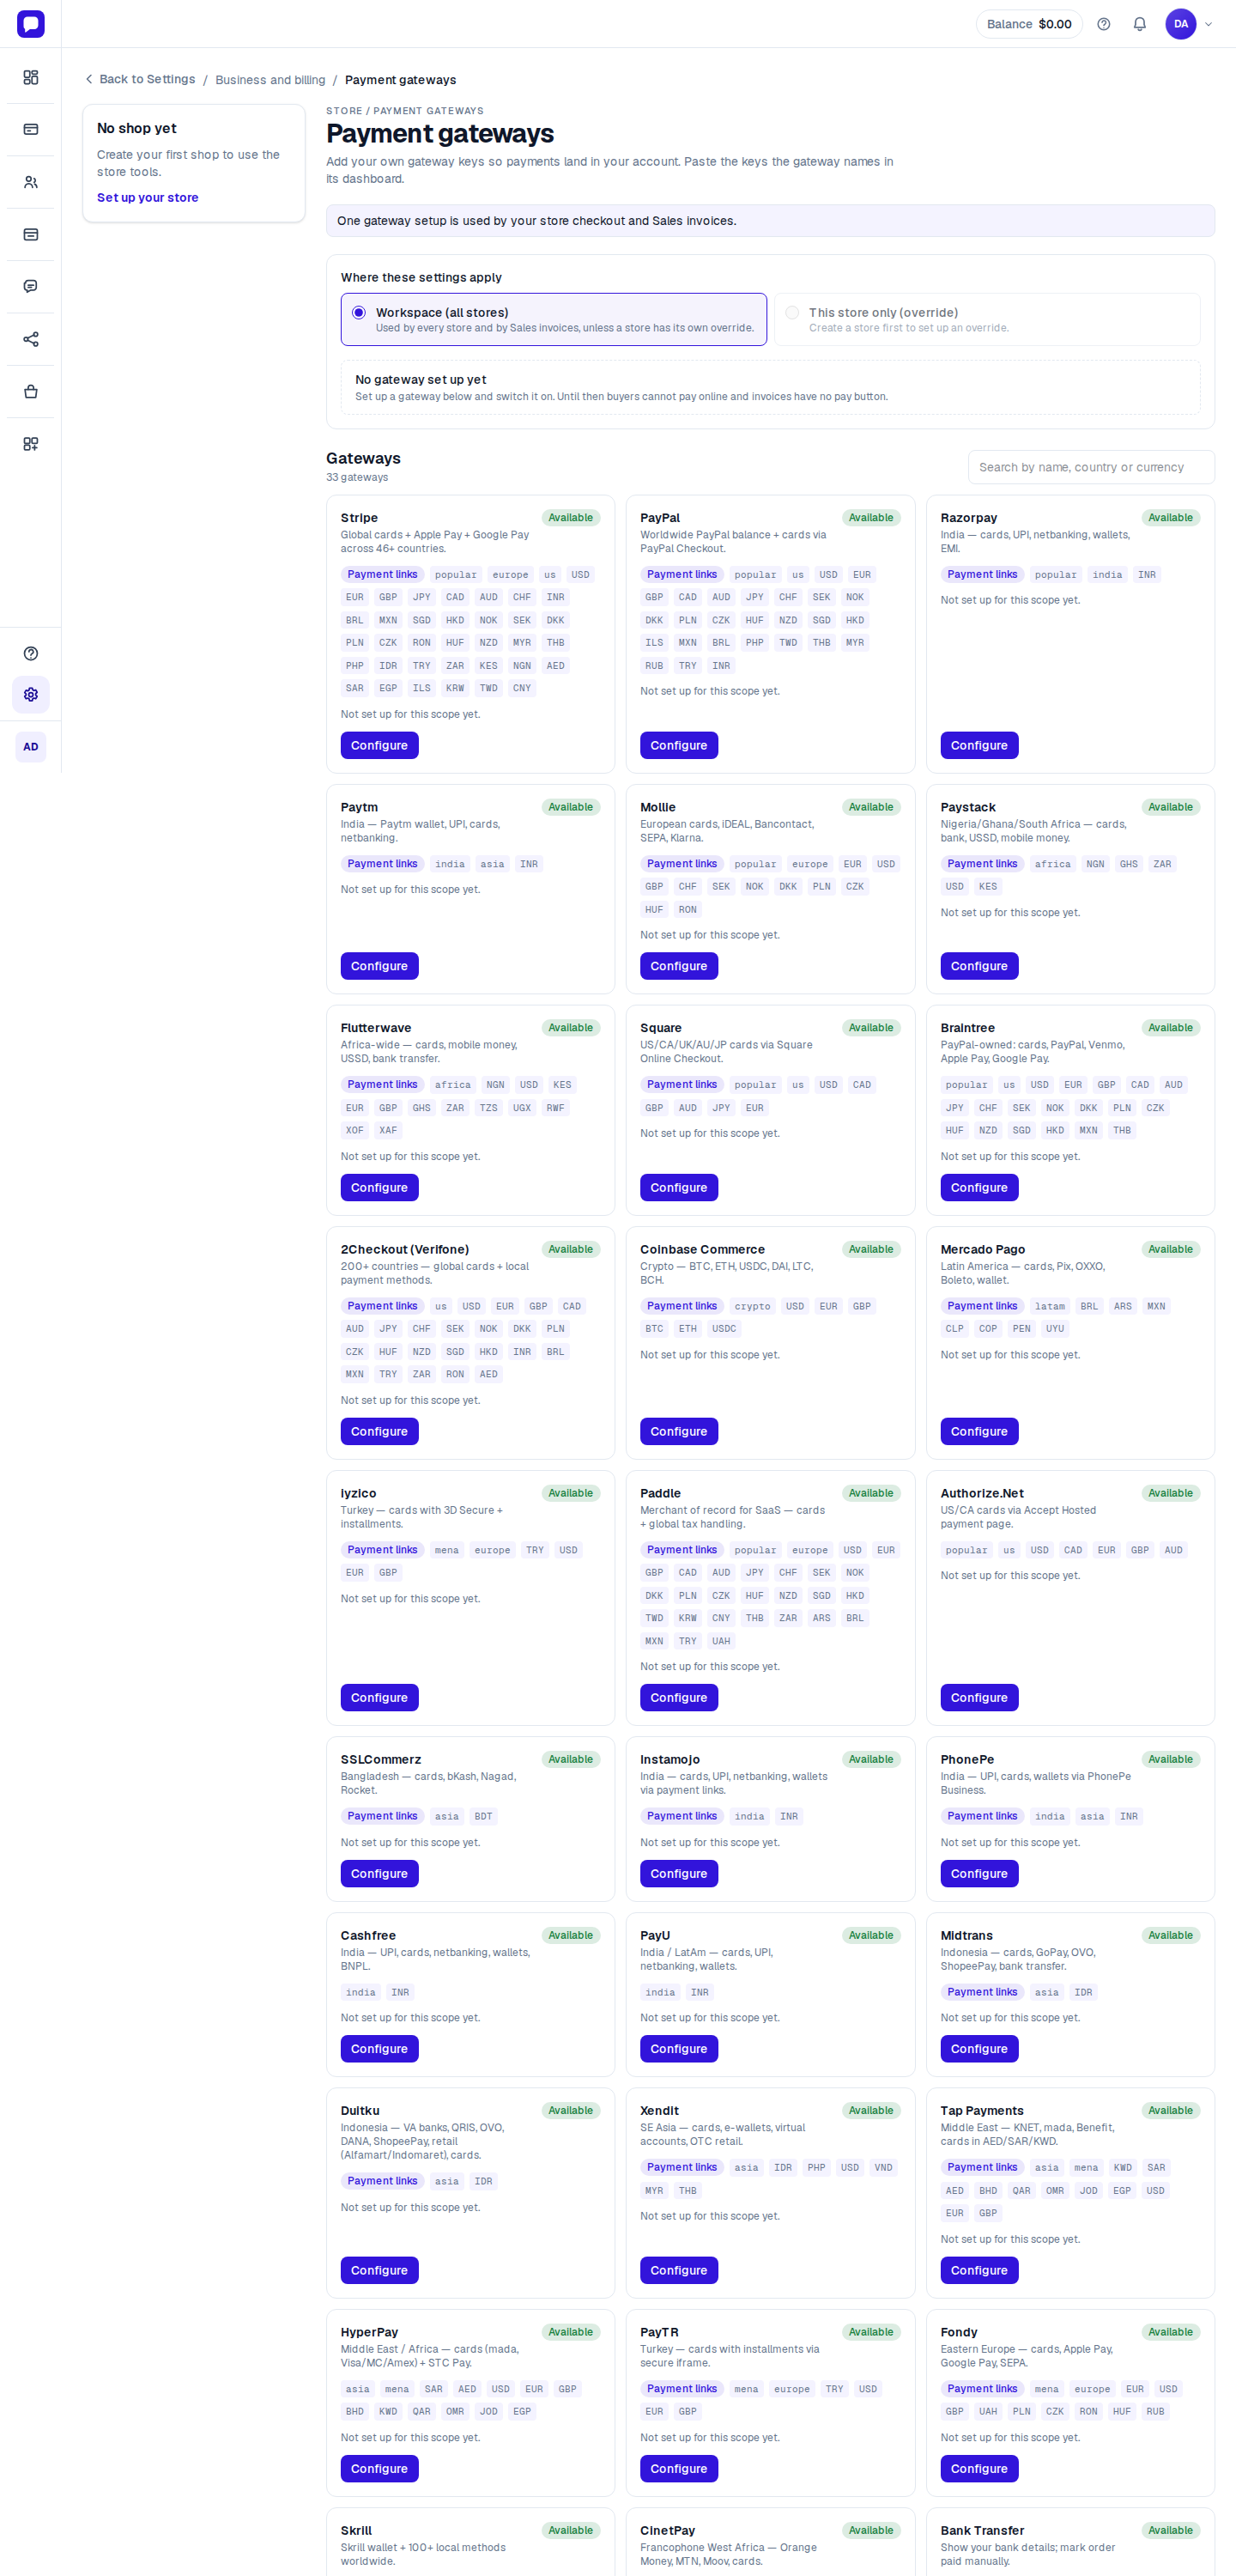 Balance $0.00
DA
Back to Settings / Business and billing / Payment gateways
No shop yet
Create your first shop to use the
store tools.
Set up your store
STORE / PAYMENT GATEWAYS
Payment gateways
Add your own gateway keys so payments land in your account. Paste the keys the gateway names in
its dashboard.
One gateway setup is used by your store checkout and Sales invoices.
Where these settings apply
Workspace (all stores)
Used by every store and by Sales invoices, unless a store has its own override.
This store only (override)
Create a store first to set up an override.
No gateway set up yet
Set up a gateway below and switch it on. Until then buyers cannot pay online and invoices have no pay button.
Gateways
33 gateways
Search by name, country or currency
Stripe Available
Global cards + Apple Pay + Google Pay
across 46+ countries.
Payment links popular europe us USD
EUR GBP JPY CAD AUD CHF INR
BRL MXN SGD HKD NOK SEK DKK
PLN CZK RON HUF NZD MYR THB
PHP IDR TRY ZAR KES NGN AED
SAR EGP ILS KRW TWD CNY
Not set up for this scope yet.
Configure
PayPal Available
Worldwide PayPal balance + cards via
PayPal Checkout.
Payment links popular us USD EUR
GBP CAD AUD JPY CHF SEK NOK
DKK PLN CZK HUF NZD SGD HKD
ILS MXN BRL PHP TWD THB MYR
RUB TRY INR
Not set up for this scope yet.
Configure
Razorpay Available
India — cards, UPI, netbanking, wallets,
EMI.
Payment links popular india INR
Not set up for this scope yet.
Configure
Paytm Available
India — Paytm wallet, UPI, cards,
netbanking.
Payment links india asia INR
Not set up for this scope yet.
Configure
Mollie Available
European cards, iDEAL, Bancontact,
SEPA, Klarna.
Payment links popular europe EUR USD
GBP CHF SEK NOK DKK PLN CZK
HUF RON
Not set up for this scope yet.
Configure
Paystack Available
Nigeria/Ghana/South Africa — cards,
bank, USSD, mobile money.
Payment links africa NGN GHS ZAR
USD KES
Not set up for this scope yet.
Configure
Flutterwave Available
Africa-wide — cards, mobile money,
USSD, bank transfer.
Payment links africa NGN USD KES
EUR GBP GHS ZAR TZS UGX RWF
XOF XAF
Not set up for this scope yet.
Configure
Square Available
US/CA/UK/AU/JP cards via Square
Online Checkout.
Payment links popular us USD CAD
GBP AUD JPY EUR
Not set up for this scope yet.
Configure
Braintree Available
PayPal-owned: cards, PayPal, Venmo,
Apple Pay, Google Pay.
popular us USD EUR GBP CAD AUD
JPY CHF SEK NOK DKK PLN CZK
HUF NZD SGD HKD MXN THB
Not set up for this scope yet.
Configure
2Checkout (Verifone) Available
200+ countries — global cards + local
payment methods.
Payment links us USD EUR GBP CAD
AUD JPY CHF SEK NOK DKK PLN
CZK HUF NZD SGD HKD INR BRL
MXN TRY ZAR RON AED
Not set up for this scope yet.
Configure
Coinbase Commerce Available
Crypto — BTC, ETH, USDC, DAI, LTC,
BCH.
Payment links crypto USD EUR GBP
BTC ETH USDC
Not set up for this scope yet.
Configure
Mercado Pago Available
Latin America — cards, Pix, OXXO,
Boleto, wallet.
Payment links latam BRL ARS MXN
CLP COP PEN UYU
Not set up for this scope yet.
Configure
iyzico Available
Turkey — cards with 3D Secure +
installments.
Payment links mena europe TRY USD
EUR GBP
Not set up for this scope yet.
Configure
Paddle Available
Merchant of record for SaaS — cards
+ global tax handling.
Payment links popular europe USD EUR
GBP CAD AUD JPY CHF SEK NOK
DKK PLN CZK HUF NZD SGD HKD
TWD KRW CNY THB ZAR ARS BRL
MXN TRY UAH
Not set up for this scope yet.
Configure
Authorize.Net Available
US/CA cards via Accept Hosted
payment page.
popular us USD CAD EUR GBP AUD
Not set up for this scope yet.
Configure
SSLCommerz Available
Bangladesh — cards, bKash, Nagad,
Rocket.
Payment links asia BDT
Not set up for this scope yet.
Configure
Instamojo Available
India — cards, UPI, netbanking, wallets
via payment links.
Payment links india INR
Not set up for this scope yet.
Configure
PhonePe Available
India — UPI, cards, wallets via PhonePe
Business.
Payment links india asia INR
Not set up for this scope yet.
Configure
Cashfree Available
India — UPI, cards, netbanking, wallets,
BNPL.
india INR
Not set up for this scope yet.
Configure
PayU Available
India / LatAm — cards, UPI,
netbanking, wallets.
india INR
Not set up for this scope yet.
Configure
Midtrans Available
Indonesia — cards, GoPay, OVO,
ShopeePay, bank transfer.
Payment links asia IDR
Not set up for this scope yet.
Configure
Duitku Available
Indonesia — VA banks, QRIS, OVO,
DANA, ShopeePay, retail
(Alfamart/Indomaret), cards.
Payment links asia IDR
Not set up for this scope yet.
Configure
Xendit Available
SE Asia — cards, e-wallets, virtual
accounts, OTC retail.
Payment links asia IDR PHP USD VND
MYR THB
Not set up for this scope yet.
Configure
Tap Payments Available
Middle East — KNET, mada, Benefit,
cards in AED/SAR/KWD.
Payment links asia mena KWD SAR
AED BHD QAR OMR JOD EGP USD
EUR GBP
Not set up for this scope yet.
Configure
HyperPay Available
Middle East / Africa — cards (mada,
Visa/MC/Amex) + STC Pay.
asia mena SAR AED USD EUR GBP
BHD KWD QAR OMR JOD EGP
Not set up for this scope yet.
Configure
PayTR Available
Turkey — cards with installments via
secure iframe.
Payment links mena europe TRY USD
EUR GBP
Not set up for this scope yet.
Configure
Fondy Available
Eastern Europe — cards, Apple Pay,
Google Pay, SEPA.
Payment links mena europe EUR USD
GBP UAH PLN CZK RON HUF RUB
Not set up for this scope yet.
Configure
Skrill Available
Skrill wallet + 100+ local methods
worldwide.
CinetPay Available
Francophone West Africa — Orange
Money, MTN, Moov, cards.
Bank Transfer Available
Show your bank details; mark order
paid manually.
AD